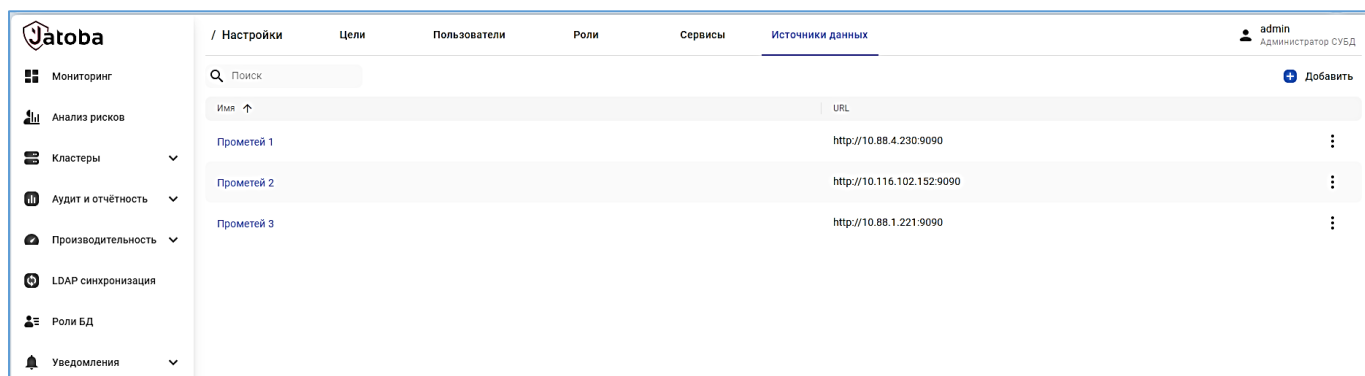 Jatoba
/ Настройки Цели Пользователи Роли Сервисы Источники данных
admin
Администратор СУБД
Мониторинг
Анализ рисков
Кластеры
Аудит и отчётность
Производительность
LDAP синхронизация
Роли БД
Уведомления
Поиск
Добавить
Имя URL
Прометей 1 http://10.88.4.230:9090
Прометей 2 http://10.116.102.152:9090
Прометей 3 http://10.88.1.221:9090